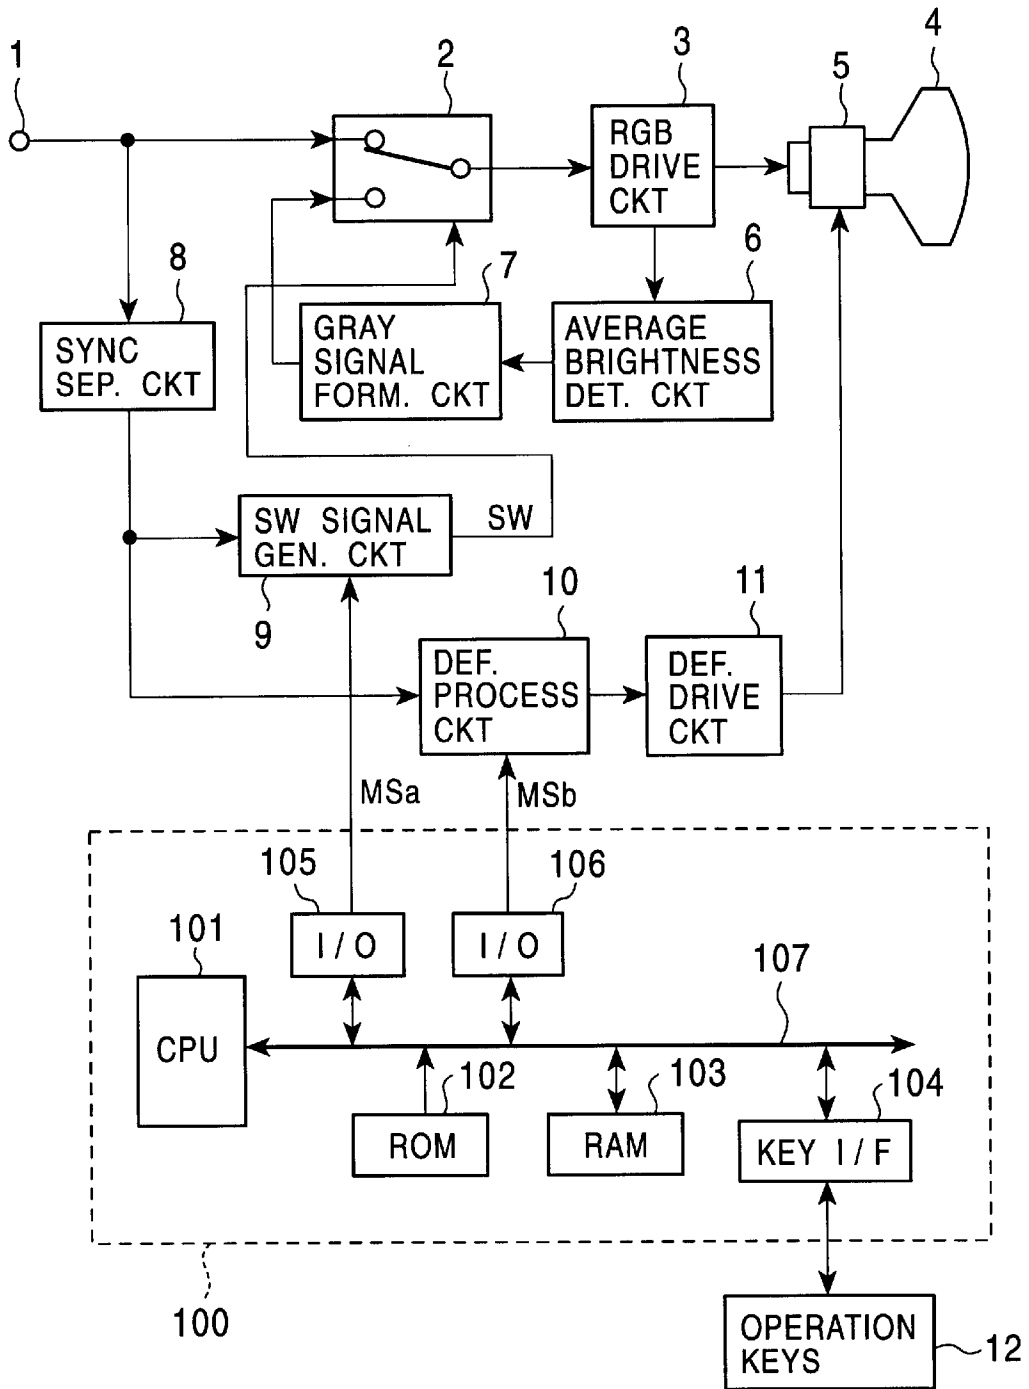 1
2
3
4
5
RGB
DRIVE
CKT
8
7
6
SYNC
SEP. CKT
GRAY
SIGNAL
FORM. CKT
AVERAGE
BRIGHTNESS
DET. CKT
SW SIGNAL
GEN. CKT
SW
9
10
11
DEF.
PROCESS
CKT
DEF.
DRIVE
CKT
MSa
MSb
105
106
101
I/O
I/O
107
CPU
102
103
104
ROM
RAM
KEY I/F
100
OPERATION
KEYS
12